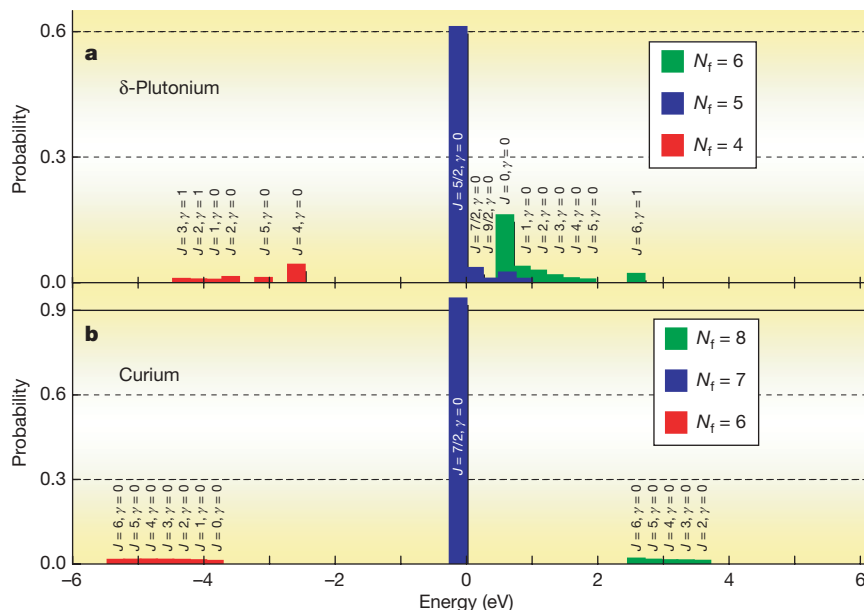 a
δ-Plutonium
Probability
0.6
0.3
0.0
J = 3, γ = 1
J = 2, γ = 1
J = 1, γ = 0
J = 2, γ = 0
J = 5, γ = 0
J = 4, γ = 0
J = 5/2, γ = 0
J = 7/2, γ = 0
J = 9/2, γ = 0
J = 0, γ = 0
J = 1, γ = 0
J = 2, γ = 0
J = 3, γ = 0
J = 4, γ = 0
J = 5, γ = 0
J = 6, γ = 1
Nf = 6
Nf = 5
Nf = 4
b
Curium
Probability
0.9
0.6
0.3
0.0
J = 6, γ = 0
J = 5, γ = 0
J = 4, γ = 0
J = 3, γ = 0
J = 2, γ = 0
J = 1, γ = 0
J = 0, γ = 0
J = 7/2, γ = 0
J = 6, γ = 0
J = 5, γ = 0
J = 4, γ = 0
J = 3, γ = 0
J = 2, γ = 0
Nf = 8
Nf = 7
Nf = 6
−6 −4 −2 0 2 4 6
Energy (eV)